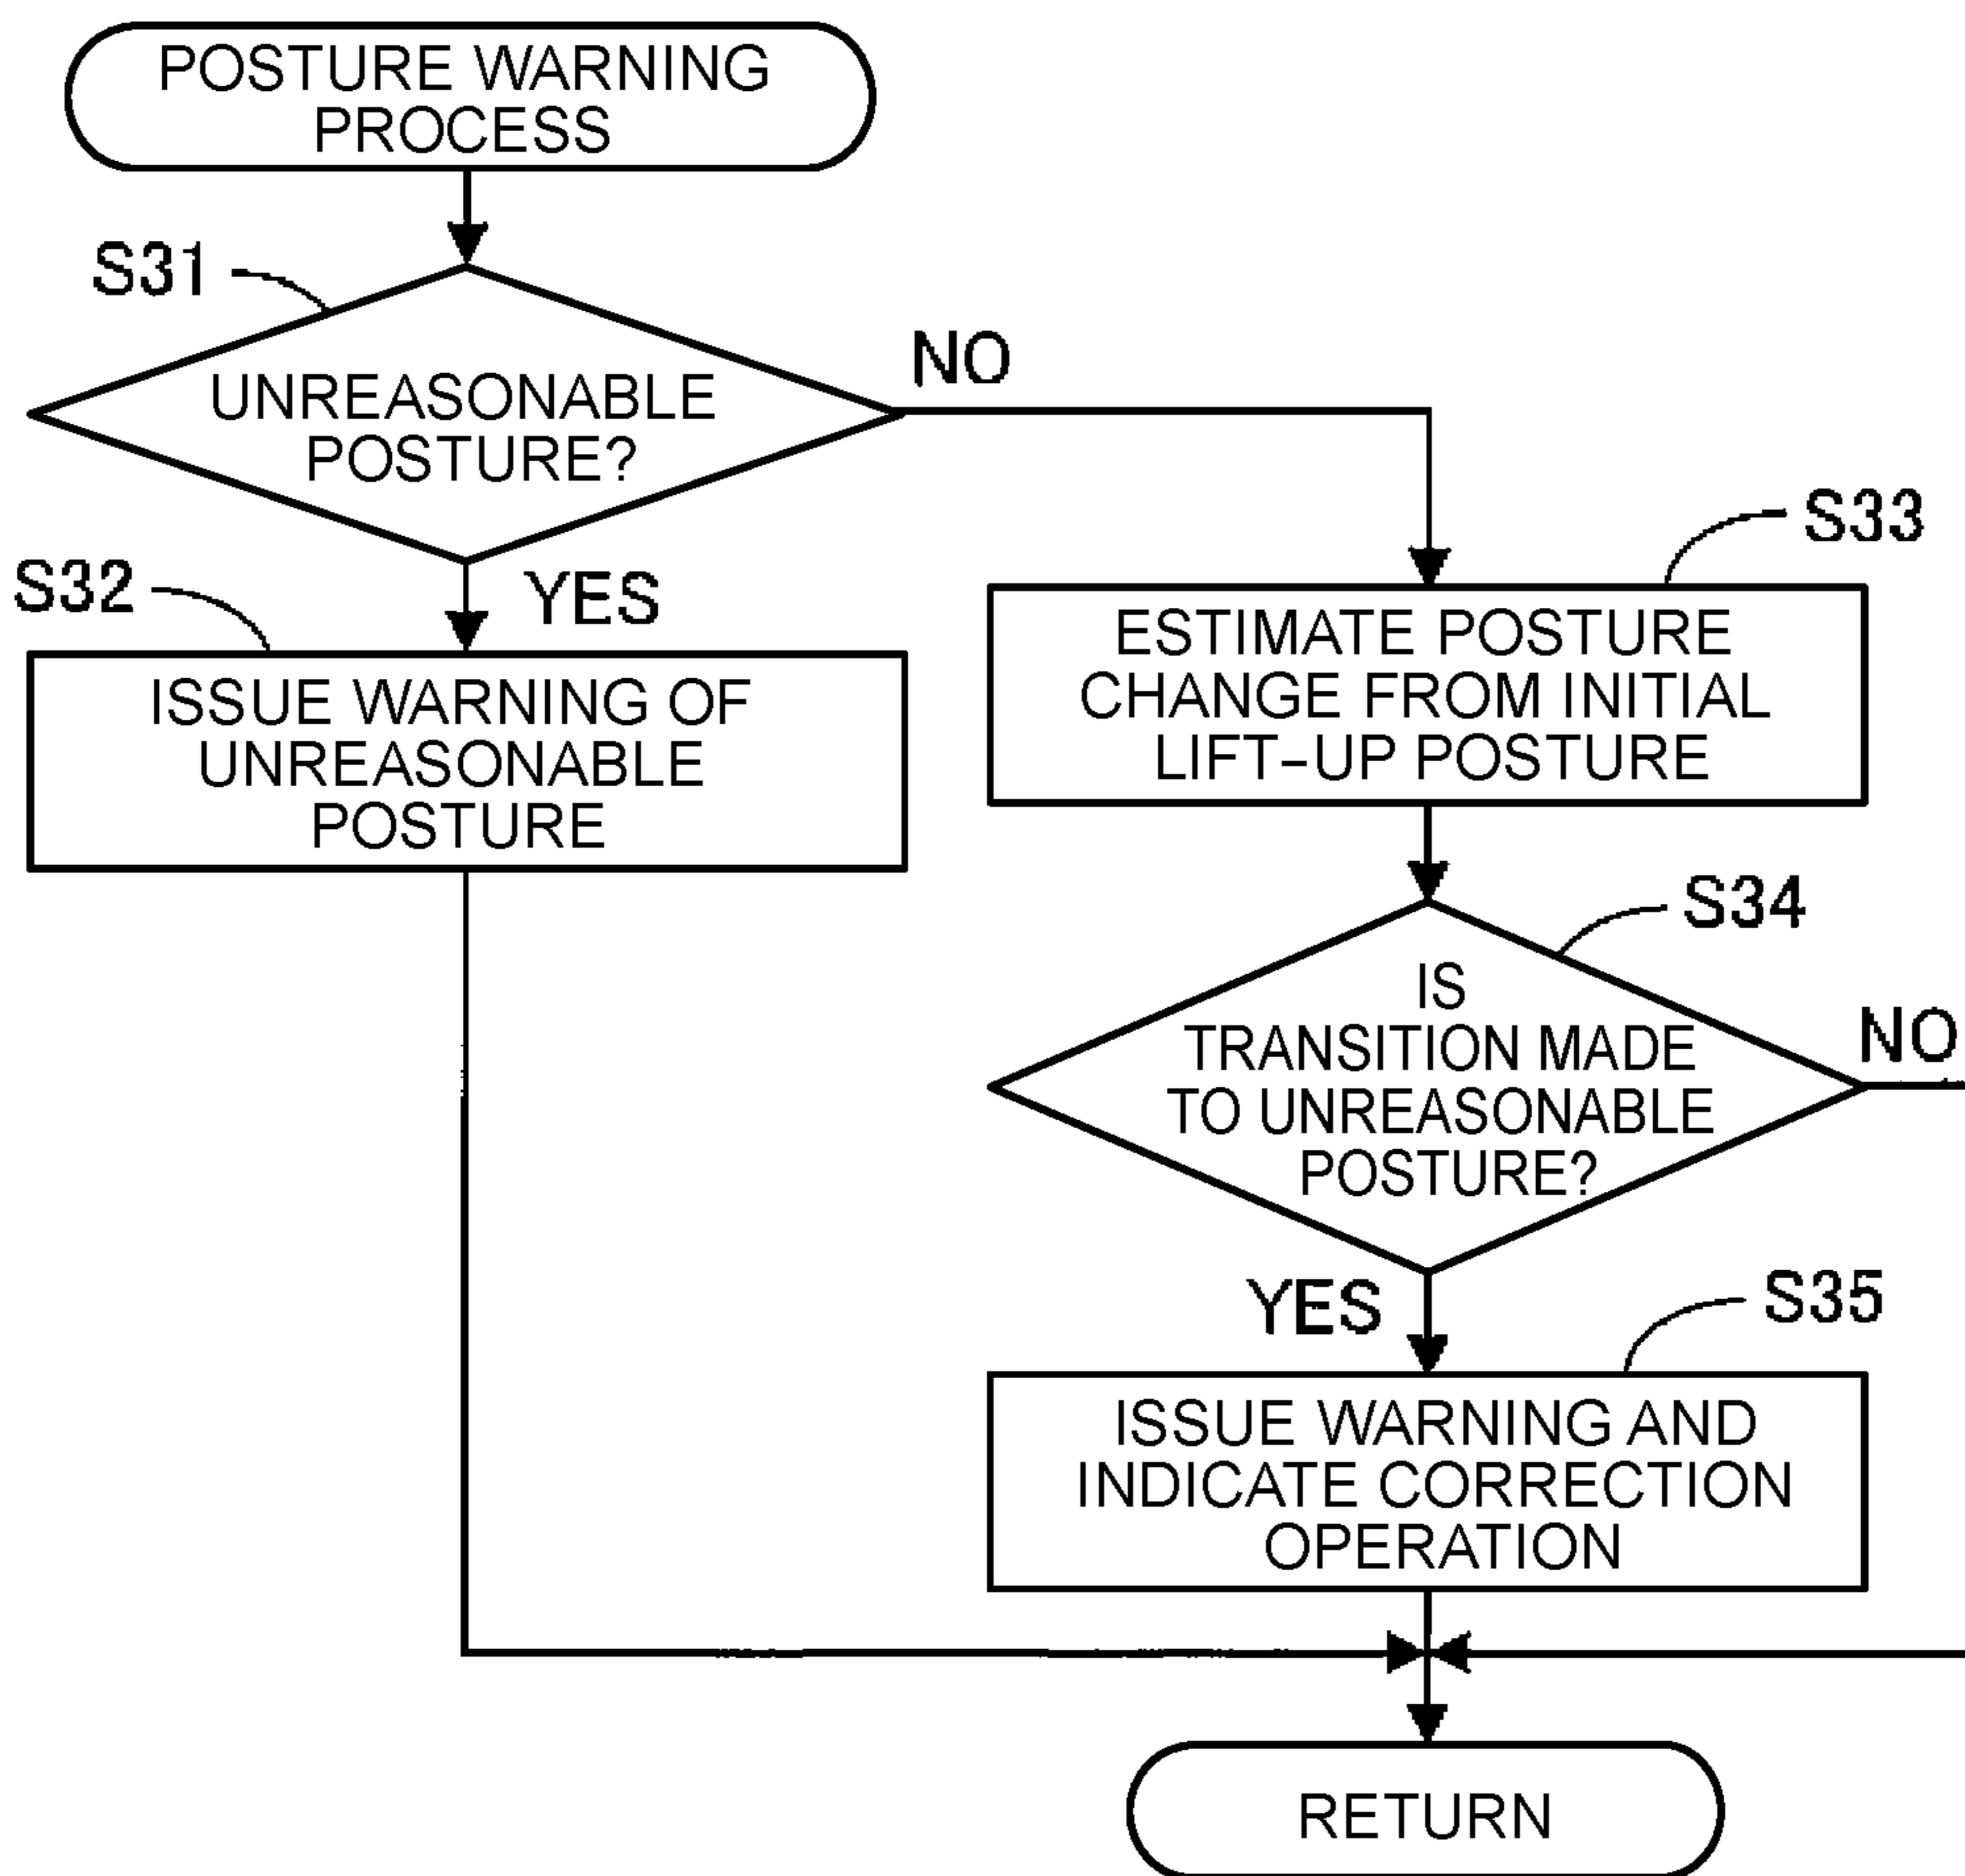 POSTURE WARNING
PROCESS
S31
UNREASONABLE
POSTURE?
NO
YES
S32
ISSUE WARNING OF
UNREASONABLE
POSTURE
S33
ESTIMATE POSTURE
CHANGE FROM INITIAL
LIFT-UP POSTURE
S34
IS
TRANSITION MADE
TO UNREASONABLE
POSTURE?
NO
YES
S35
ISSUE WARNING AND
INDICATE CORRECTION
OPERATION
RETURN